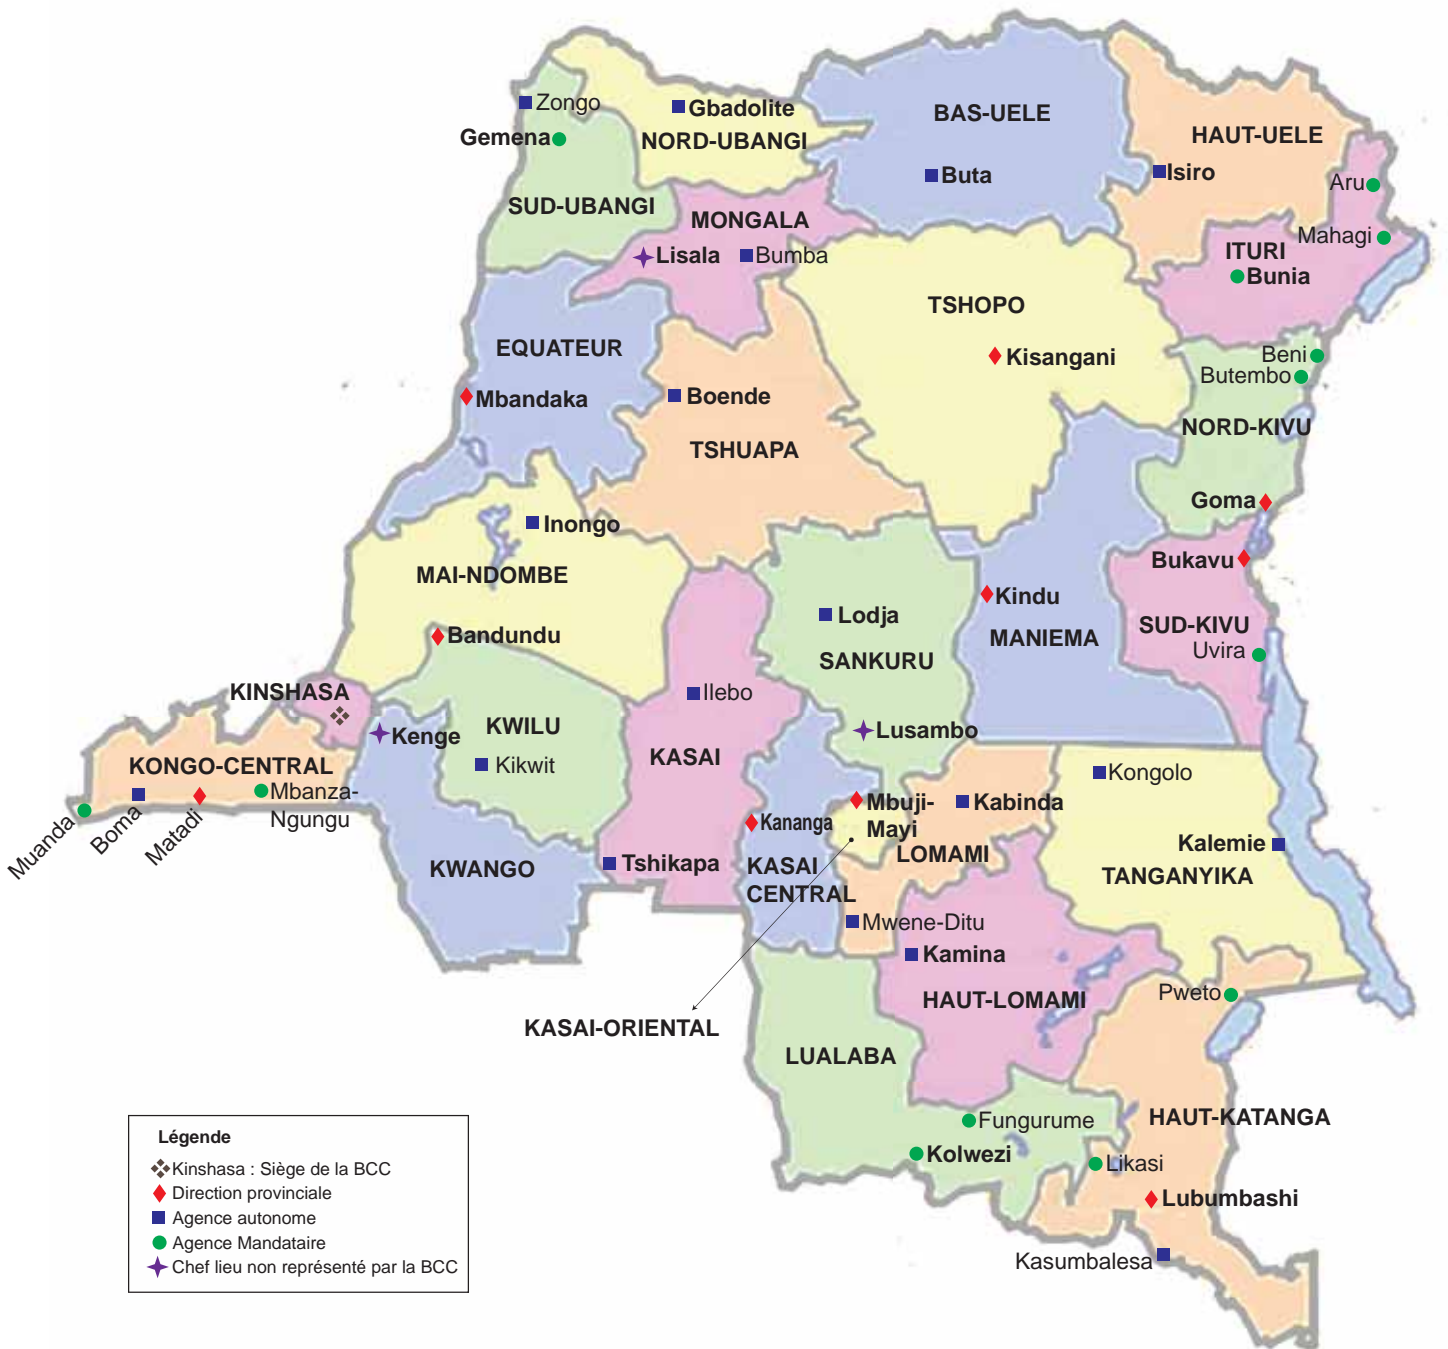 Zongo
Gbadolite
NORD-UBANGI
Gemena
BAS-UELE
HAUT-UELE
Buta
Isiro
Aru
SUD-UBANGI
MONGALA
Mahagi
Lisala
Bumba
ITURI
Bunia
TSHOPO
EQUATEUR
Kisangani
Beni
Butembo
Mbandaka
Boende
NORD-KIVU
TSHUAPA
Goma
Inongo
Bukavu
MAI-NDOMBE
Kindu
Lodja
SUD-KIVU
Bandundu
MANIEMA
Uvira
SANKURU
KINSHASA
Ilebo
Kenge
KWILU
Lusambo
KASAI
Kikwit
KONGO-CENTRAL
Mbanza-
Ngungu
Muanda
Boma
Matadi
Kongolo
Kabinda
Mbuji-
Mayi
Kananga
LOMAMI
Kalemie
TANGANYIKA
KWANGO
Tshikapa
KASAI
CENTRAL
Mwene-Ditu
Kamina
HAUT-LOMAMI
Pweto
KASAI-ORIENTAL
LUALABA
Fungurume
HAUT-KATANGA
Kolwezi
Likasi
Lubumbashi
Kasumbalesa
Légende
Kinshasa : Siège de la BCC
Direction provinciale
Agence autonome
Agence Mandataire
Chef lieu non représenté par la BCC